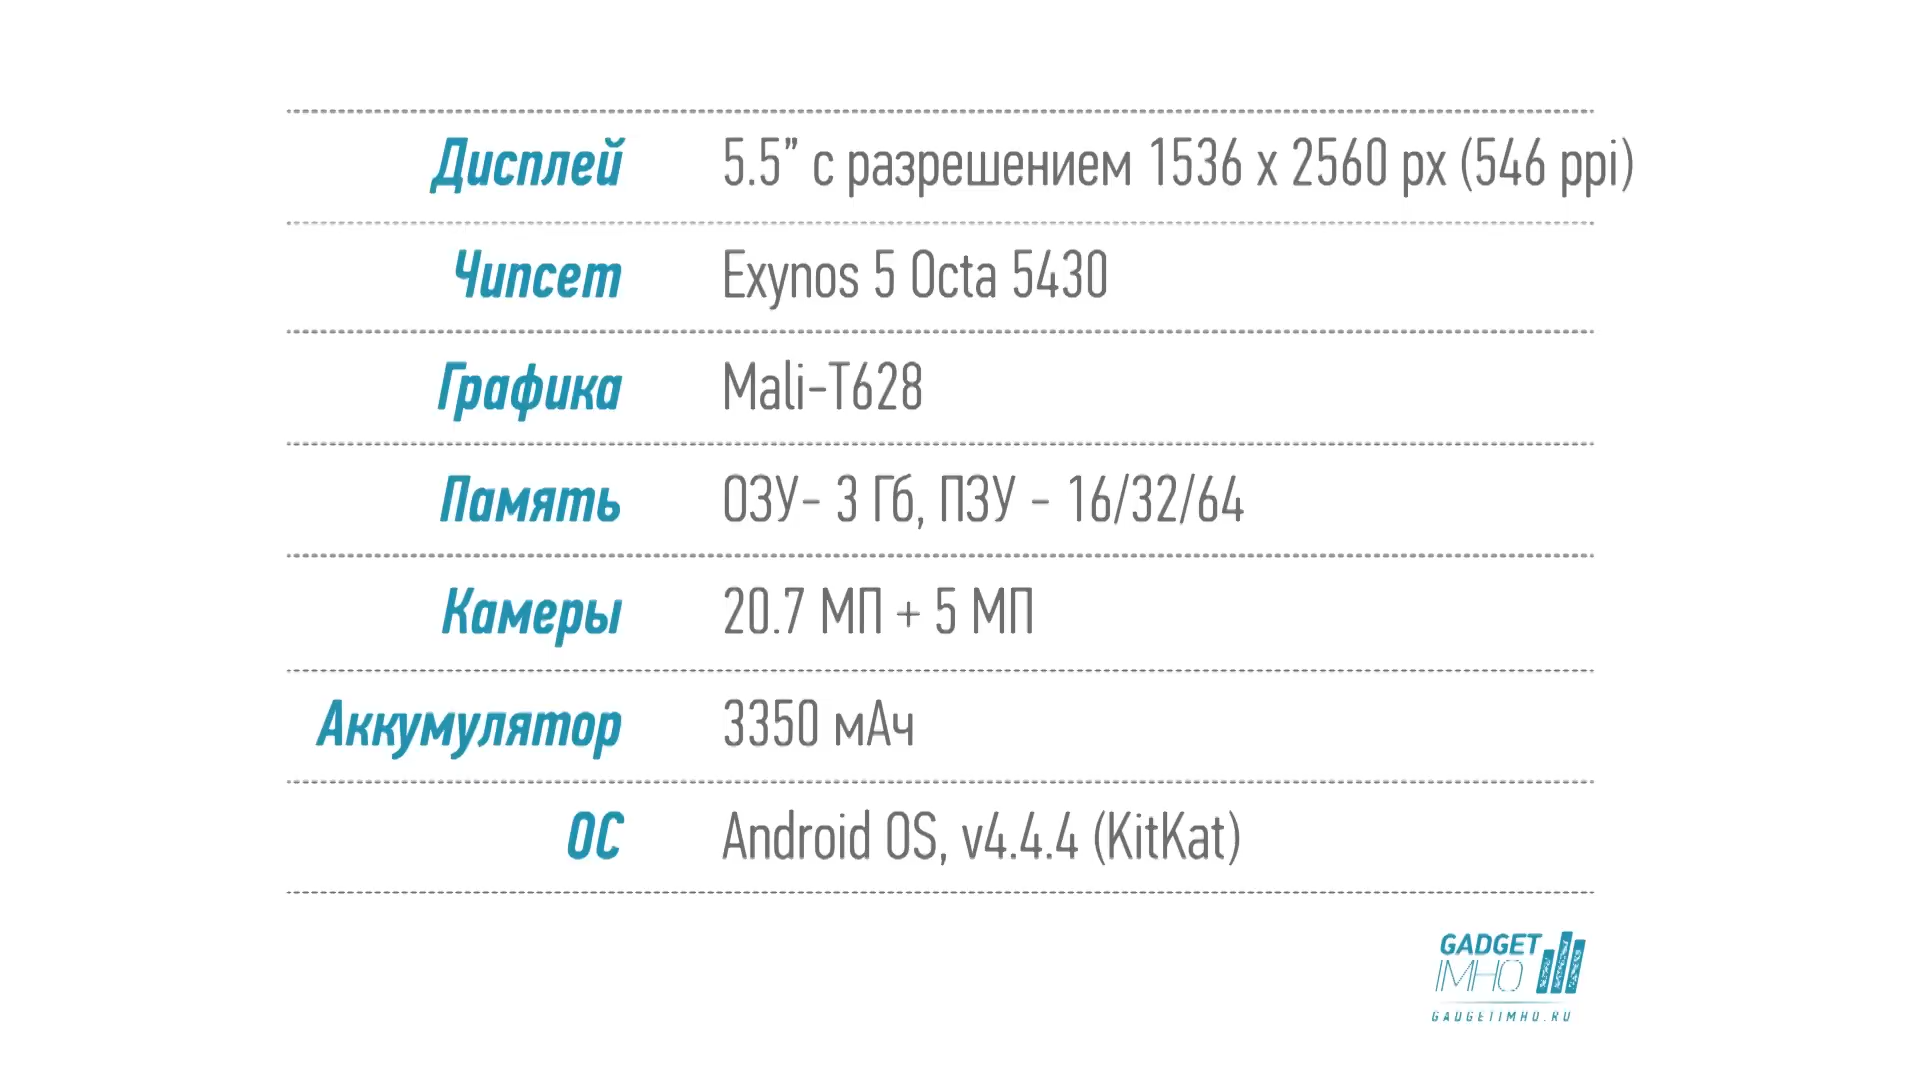 Дисплей 5.5” с разрешением 1536 x 2560 px (546 ppi)
Чипсет Exynos 5 Octa 5430
Графика Mali-T628
Память ОЗУ- 3 Гб, ПЗУ - 16/32/64
Камеры 20.7 МП + 5 МП
Аккумулятор 3350 мАч
ОС Android OS, v4.4.4 (KitKat)
GADGET
IMHO
GADGETIMHO.RU